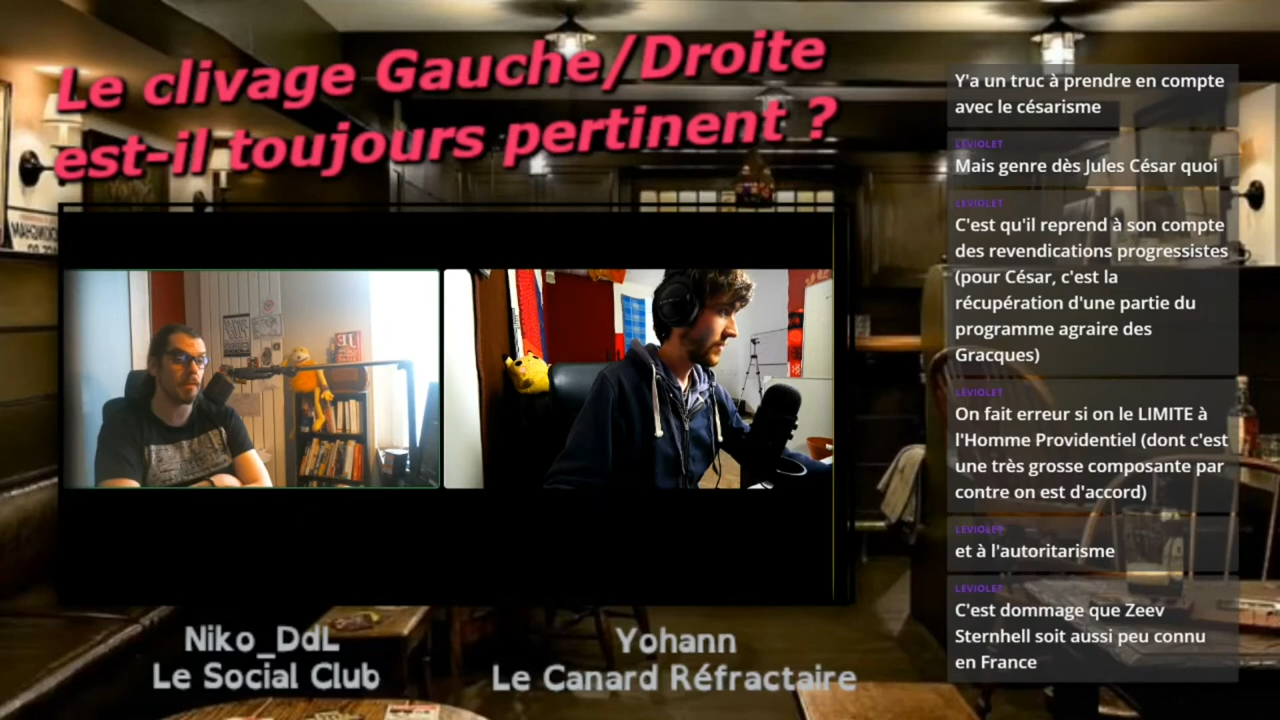 Le clivage Gauche/Droite
est-il toujours pertinent ?
Niko_DdL
Le Social Club
Yohann
Le Canard Réfractaire
Y'a un truc à prendre en compte
avec le césarisme
LEVIOLET
Mais genre dès Jules César quoi
LEVIOLET
C'est qu'il reprend à son compte
des revendications progressistes
(pour César, c'est la
récupération d'une partie du
programme agraire des
Gracques)
LEVIOLET
On fait erreur si on le LIMITE à
l'Homme Providentiel (dont c'est
une très grosse composante par
contre on est d'accord)
LEVIOLET
et à l'autoritarisme
LEVIOLET
C'est dommage que Zeev
Sternhell soit aussi peu connu
en France